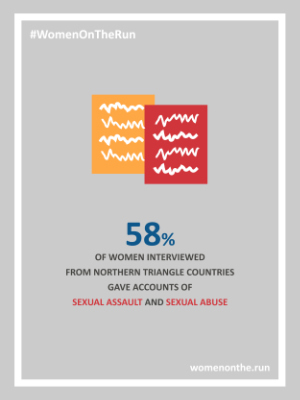 #WomenOnTheRun
58%
OF WOMEN INTERVIEWED
FROM NORTHERN TRIANGLE COUNTRIES
GAVE ACCOUNTS OF
SEXUAL ASSAULT AND SEXUAL ABUSE
womenonthe.run